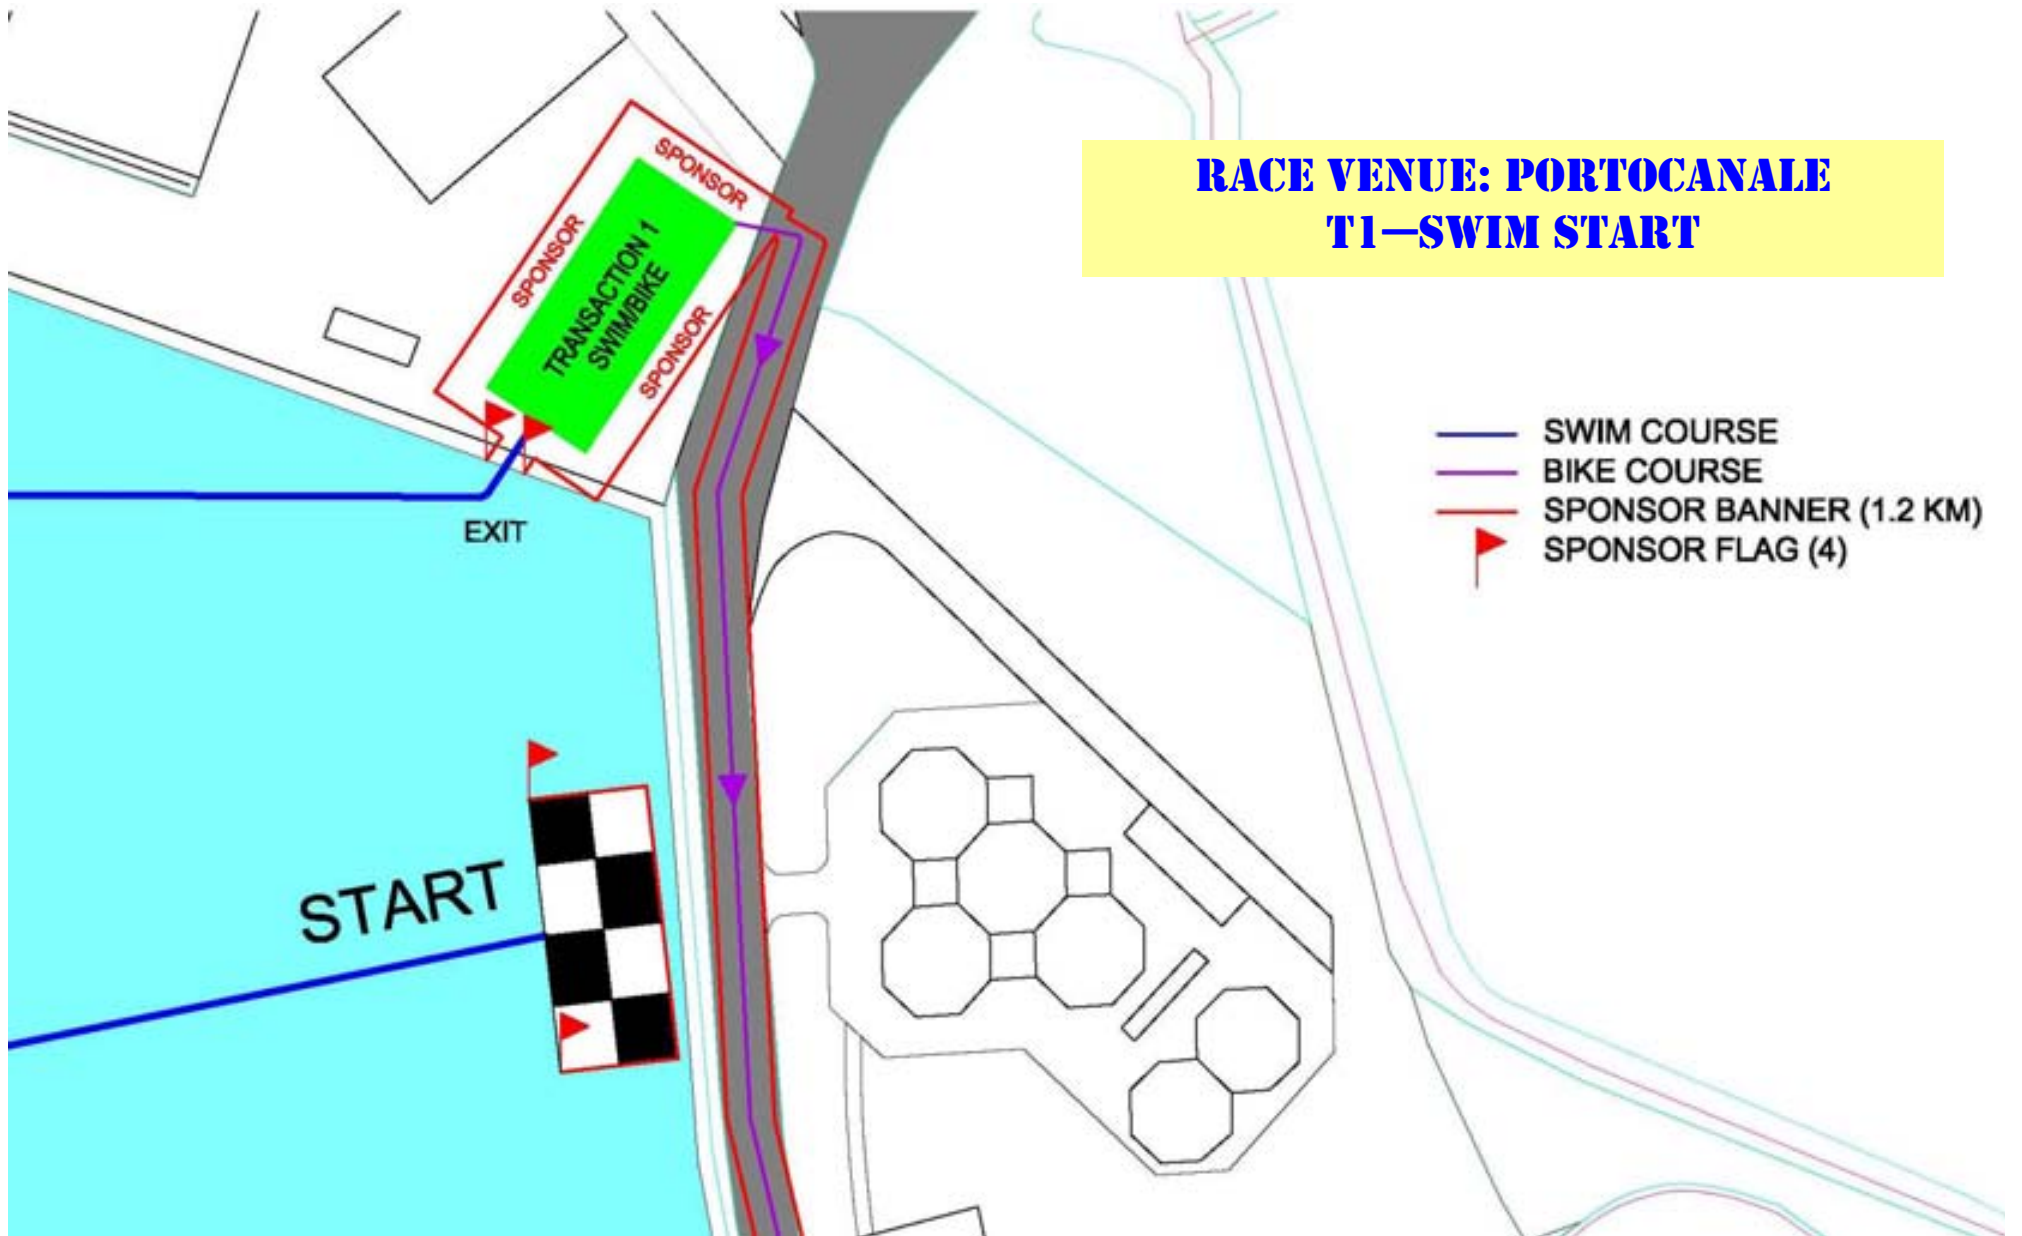 RACE VENUE: PORTOCANALE
T1—SWIM START
SPONSOR
SPONSOR
TRANSACTION 1
SWIM/BIKE
SPONSOR
SWIM COURSE
BIKE COURSE
SPONSOR BANNER (1.2 KM)
SPONSOR FLAG (4)
EXIT
START